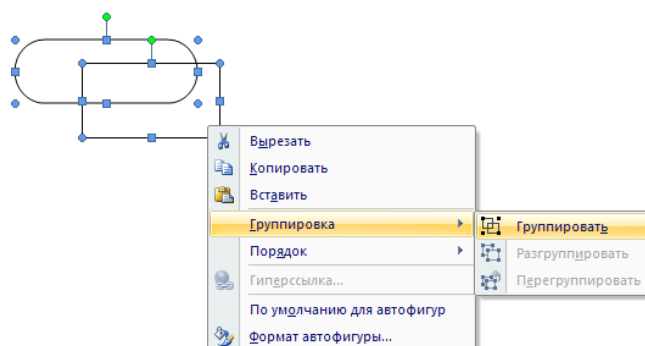 Вырезать
Копировать
Вставить
Группировка
Группировать
Порядок
Разгруппировать
Гиперссылка...
Перегруппировать
По умолчанию для автофигур
Формат автофигуры...